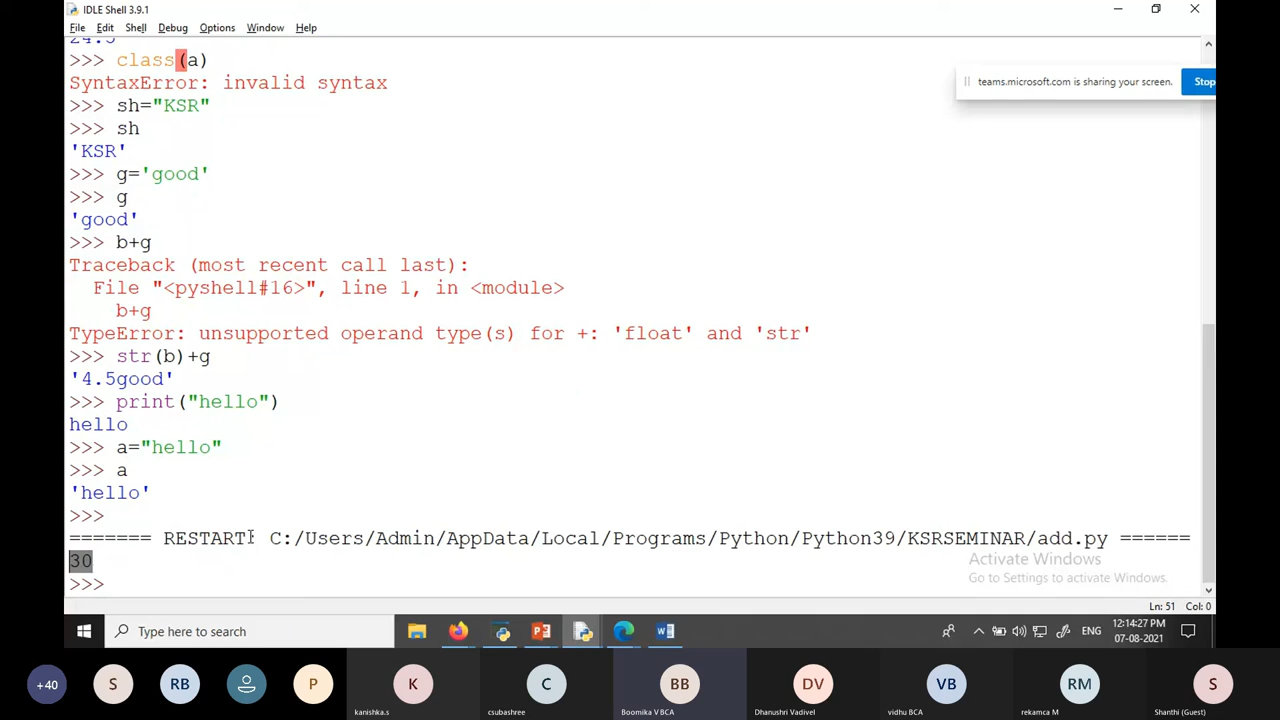 IDLE Shell 3.9.1
File Edit Shell Debug Options Window Help
24.5
>>> class(a)
SyntaxError: invalid syntax
>>> sh="KSR"
>>> sh
'KSR'
>>> g='good'
>>> g
'good'
>>> b+g
Traceback (most recent call last):
  File "<pyshell#16>", line 1, in <module>
    b+g
TypeError: unsupported operand type(s) for +: 'float' and 'str'
>>> str(b)+g
'4.5good'
>>> print("hello")
hello
>>> a="hello"
>>> a
'hello'
>>>
======= RESTART: C:/Users/Admin/AppData/Local/Programs/Python/Python39/KSRSEMINAR/add.py ======
30
>>>
teams.microsoft.com is sharing your screen. Stop
Activate Windows
Go to Settings to activate Windows.
Ln: 51 Col: 0
Type here to search
ENG
12:14:27 PM
07-08-2021
+40 S RB P K C BB DV VB RM S
kanishka.s csubashree Boomika V BCA Dhanushri Vadivel vidhu BCA rekamca M Shanthi (Guest)